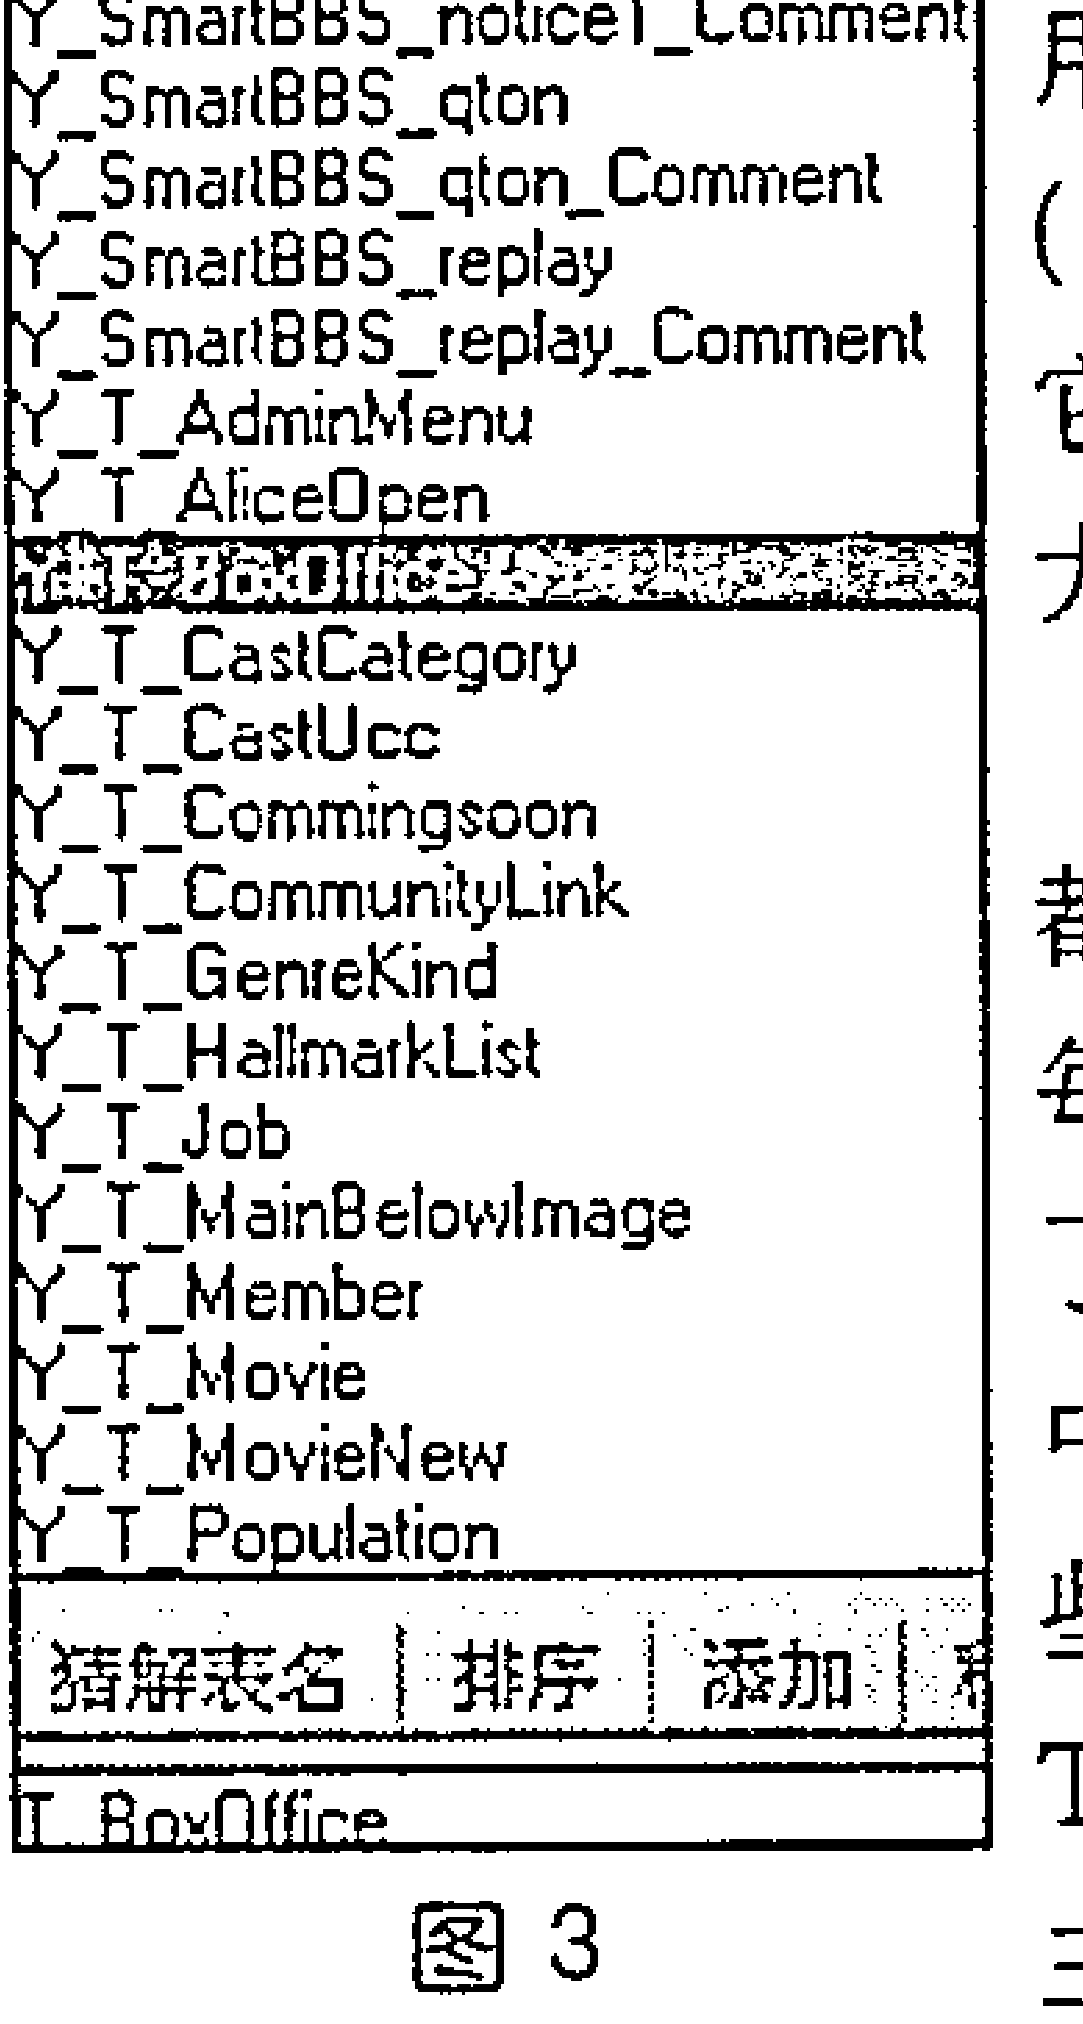 Y_SmartBBS_notice1_Comment
Y_SmartBBS_qton
Y_SmartBBS_qton_Comment
Y_SmartBBS_replay
Y_SmartBBS_replay_Comment
Y_T_AdminMenu
Y_T_AliceOpen
Y_T_BoxOffice
Y_T_CastCategory
Y_T_CastUcc
Y_T_Commingsoon
Y_T_CommunityLink
Y_T_GenreKind
Y_T_HallmarkList
Y_T_Job
Y_T_MainBelowImage
Y_T_Member
Y_T_Movie
Y_T_MovieNew
Y_T_Population
猜解表名 排序 添加
T_BoxOffice
图 3